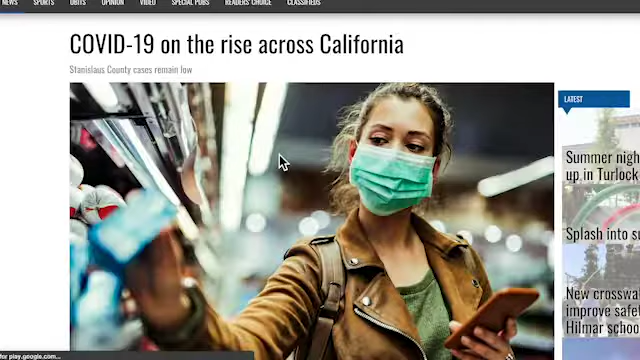 NEWS SPORTS OBITS OPINION VIDEO SPECIAL PUBS READERS' CHOICE CLASSIFIEDS
COVID-19 on the rise across California
Stanislaus County cases remain low
LATEST
Summer nigh
up in Turlock
Splash into su
New crosswa
improve safet
Hilmar schoo
for play.google.com...